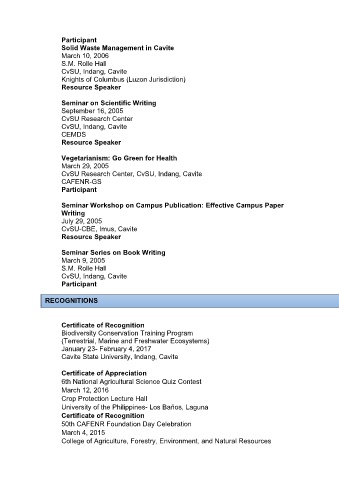 Participant
Solid Waste Management in Cavite
March 10, 2006
S.M. Rolle Hall
CvSU, Indang, Cavite
Knights of Columbus (Luzon Jurisdiction)
Resource Speaker
Seminar on Scientific Writing
September 16, 2005
CvSU Research Center
CvSU, Indang, Cavite
CEMDS
Resource Speaker
Vegetarianism: Go Green for Health
March 29, 2005
CvSU Research Center, CvSU, Indang, Cavite
CAFENR-GS
Participant
Seminar Workshop on Campus Publication: Effective Campus Paper
Writing
July 29, 2005
CvSU-CBE, Imus, Cavite
Resource Speaker
Seminar Series on Book Writing
March 9, 2005
S.M. Rolle Hall
CvSU, Indang, Cavite
Participant
RECOGNITIONS
Certificate of Recognition
Biodiversity Conservation Training Program
(Terrestrial, Marine and Freshwater Ecosystems)
January 23- February 4, 2017
Cavite State University, Indang, Cavite
Certificate of Appreciation
6th National Agricultural Science Quiz Contest
March 12, 2016
Crop Protection Lecture Hall
University of the Philippines- Los Baños, Laguna
Certificate of Recognition
50th CAFENR Foundation Day Celebration
March 4, 2015
College of Agriculture, Forestry, Environment, and Natural Resources